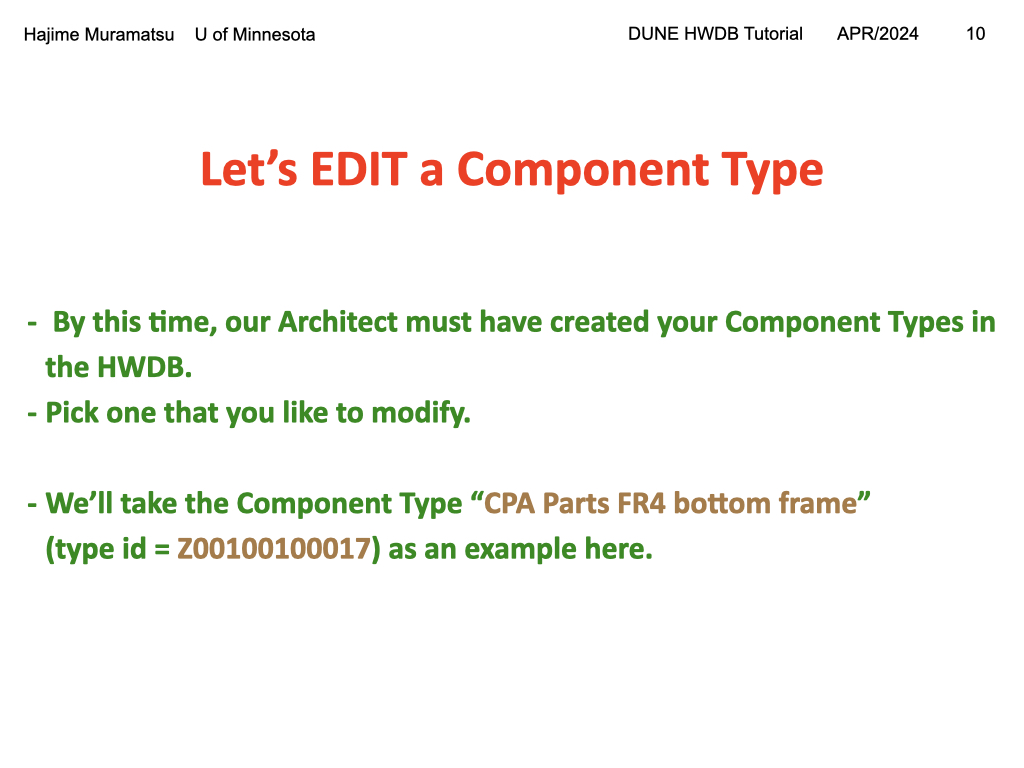 Hajime Muramatsu U of Minnesota DUNE HWDB Tutorial APR/2024 10
Let’s EDIT a Component Type
- By this time, our Architect must have created your Component Types in
the HWDB.
- Pick one that you like to modify.
- We’ll take the Component Type “CPA Parts FR4 bottom frame”
(type id = Z00100100017) as an example here.